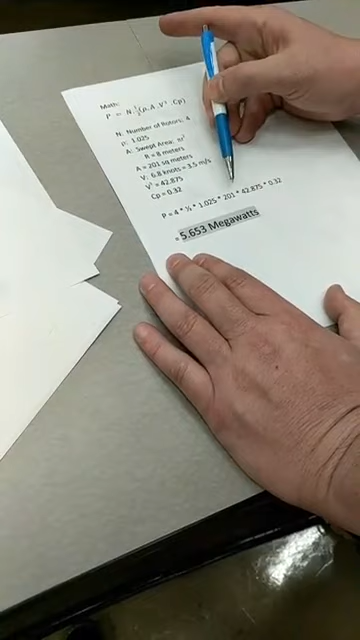 Math:
P = N·½(ρ·A·V³·Cp)
N: Number of Rotors: 4
ρ: 1.025
A: Swept Area, m²
R = 8 meters
A = 201 sq meters
V: 6.8 knots = 3.5 m/s
V³ = 42.875
Cp = 0.32
P = 4 * ½ * 1.025 * 201 * 42.875 * 0.32
= 5.653 Megawatts